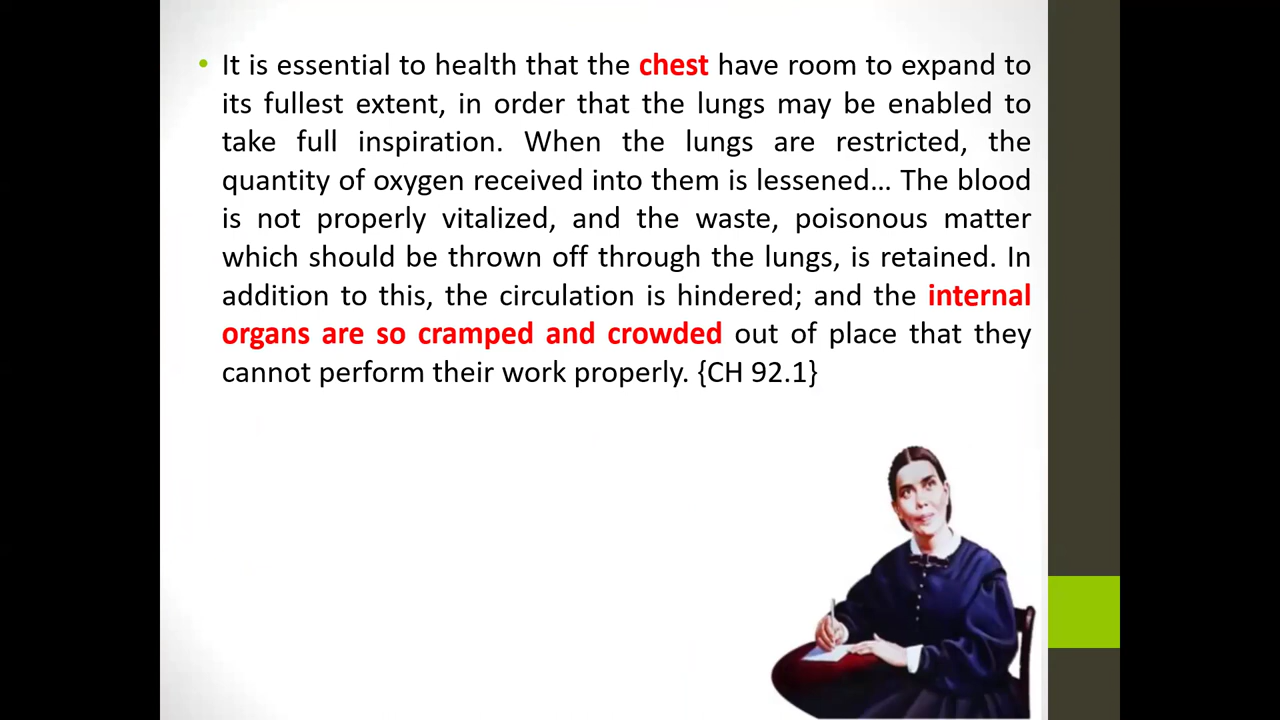 • It is essential to health that the chest have room to expand to
its fullest extent, in order that the lungs may be enabled to
take full inspiration. When the lungs are restricted, the
quantity of oxygen received into them is lessened… The blood
is not properly vitalized, and the waste, poisonous matter
which should be thrown off through the lungs, is retained. In
addition to this, the circulation is hindered; and the internal
organs are so cramped and crowded out of place that they
cannot perform their work properly. {CH 92.1}